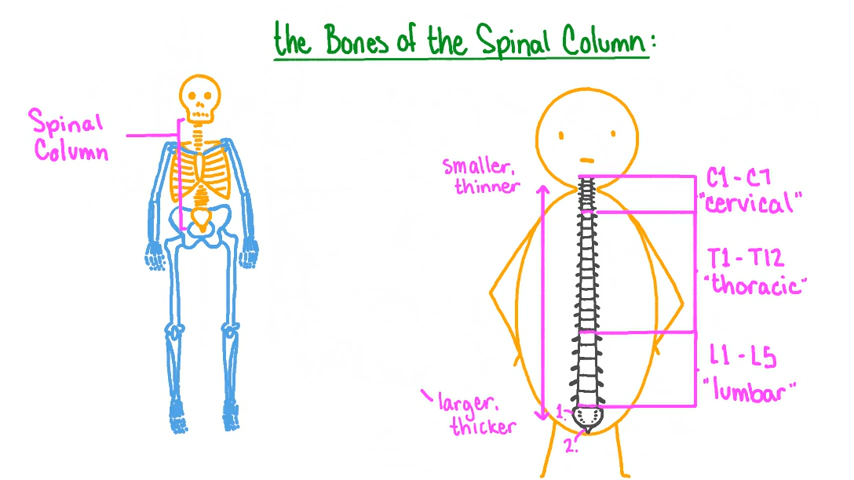 the Bones of the Spinal Column:
Spinal
Column
smaller,
thinner
C1-C7
"cervical"
T1-T12
"thoracic"
L1-L5
"lumbar"
larger,
thicker
1.
2.